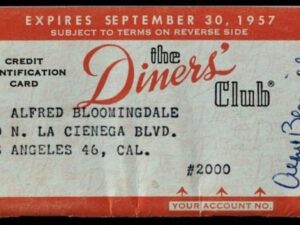 EXPIRES SEPTEMBER 30, 1957
SUBJECT TO TERMS ON REVERSE SIDE
CREDIT
NTIFICATION
CARD
the
Diners'
Club®
ALFRED BLOOMINGDALE
N. LA CIENEGA BLVD.
S ANGELES 46, CAL.
#2000
YOUR ACCOUNT NO.